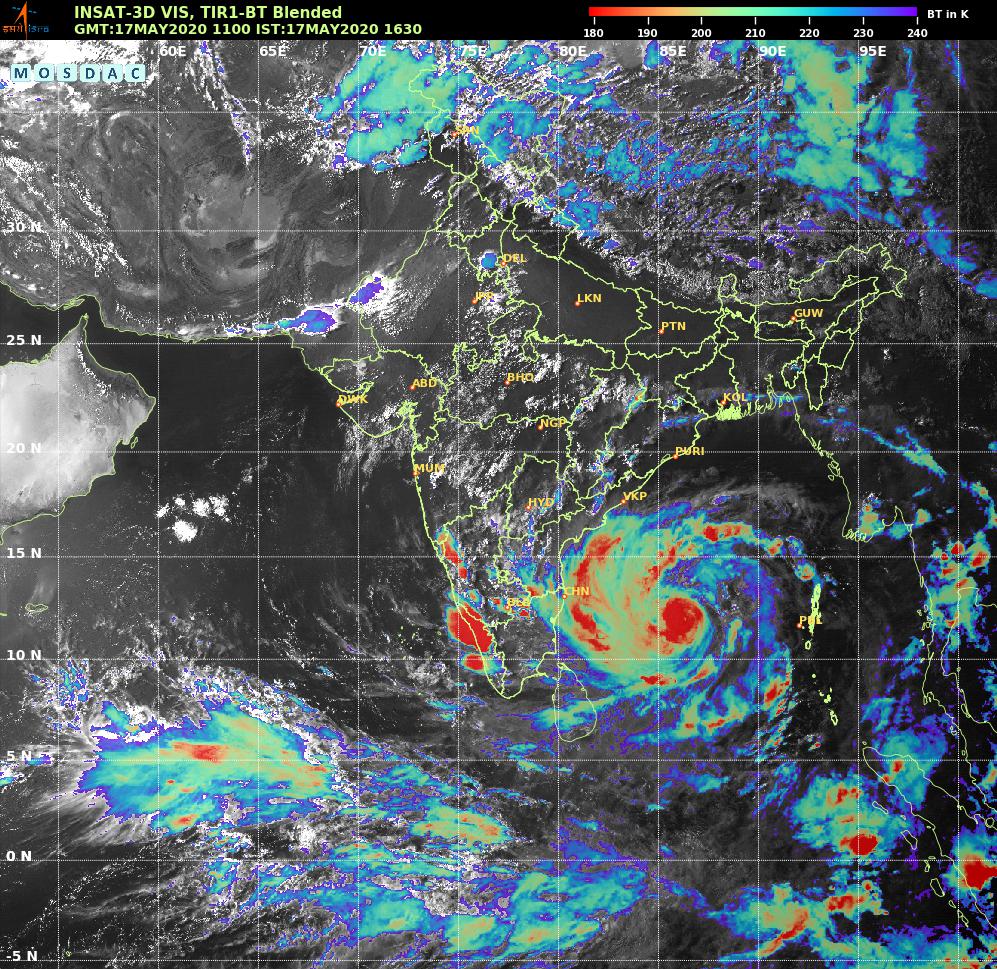 INSAT-3D VIS, TIR1-BT Blended
GMT:17MAY2020 1100 IST:17MAY2020 1630
180 190 200 210 220 230 240
BT in K
60E 65E 70E 75E 80E 85E 90E 95E
MOSDAC
SRN
30 N
DEL
JPR
LKN
GUW
PTN
25 N
BHO
ABD
DWK
KOL
NGP
20 N
PURI
MUM
VKP
HYD
15 N
CHN
BLR
PBL
10 N
5 N
0 N
-5 N